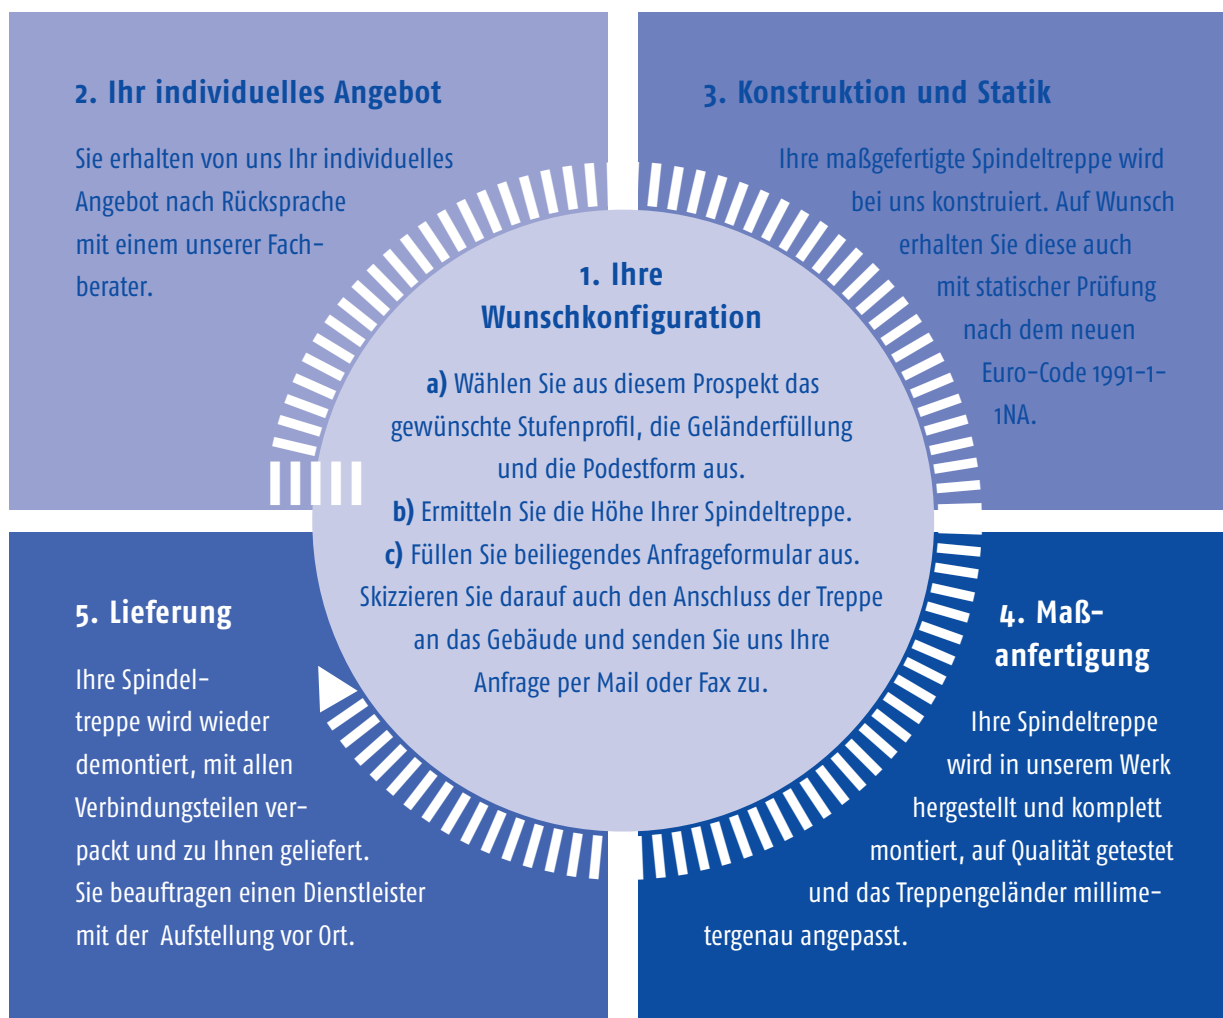 1. Ihre
Wunschkonfiguration
a) Wählen Sie aus diesem Prospekt das
gewünschte Stufenprofil, die Geländerfüllung
und die Podestform aus.
b) Ermitteln Sie die Höhe Ihrer Spindeltreppe.
c) Füllen Sie beiliegendes Anfrageformular aus.
Skizzieren Sie darauf auch den Anschluss der Treppe
an das Gebäude und senden Sie uns Ihre
Anfrage per Mail oder Fax zu.
2. Ihr individuelles Angebot
Sie erhalten von uns Ihr individuelles
Angebot nach Rücksprache
mit einem unserer Fach-
berater.
3. Konstruktion und Statik
Ihre maßgefertigte Spindeltreppe wird
bei uns konstruiert. Auf Wunsch
erhalten Sie diese auch
mit statischer Prüfung
nach dem neuen
Euro-Code 1991-1-
1NA.
4. Maß-
anfertigung
Ihre Spindeltreppe
wird in unserem Werk
hergestellt und komplett
montiert, auf Qualität getestet
und das Treppengeländer millime-
tergenau angepasst.
5. Lieferung
Ihre Spindel-
treppe wird wieder
demontiert, mit allen
Verbindungsteilen ver-
packt und zu Ihnen geliefert.
Sie beauftragen einen Dienstleister
mit der Aufstellung vor Ort.